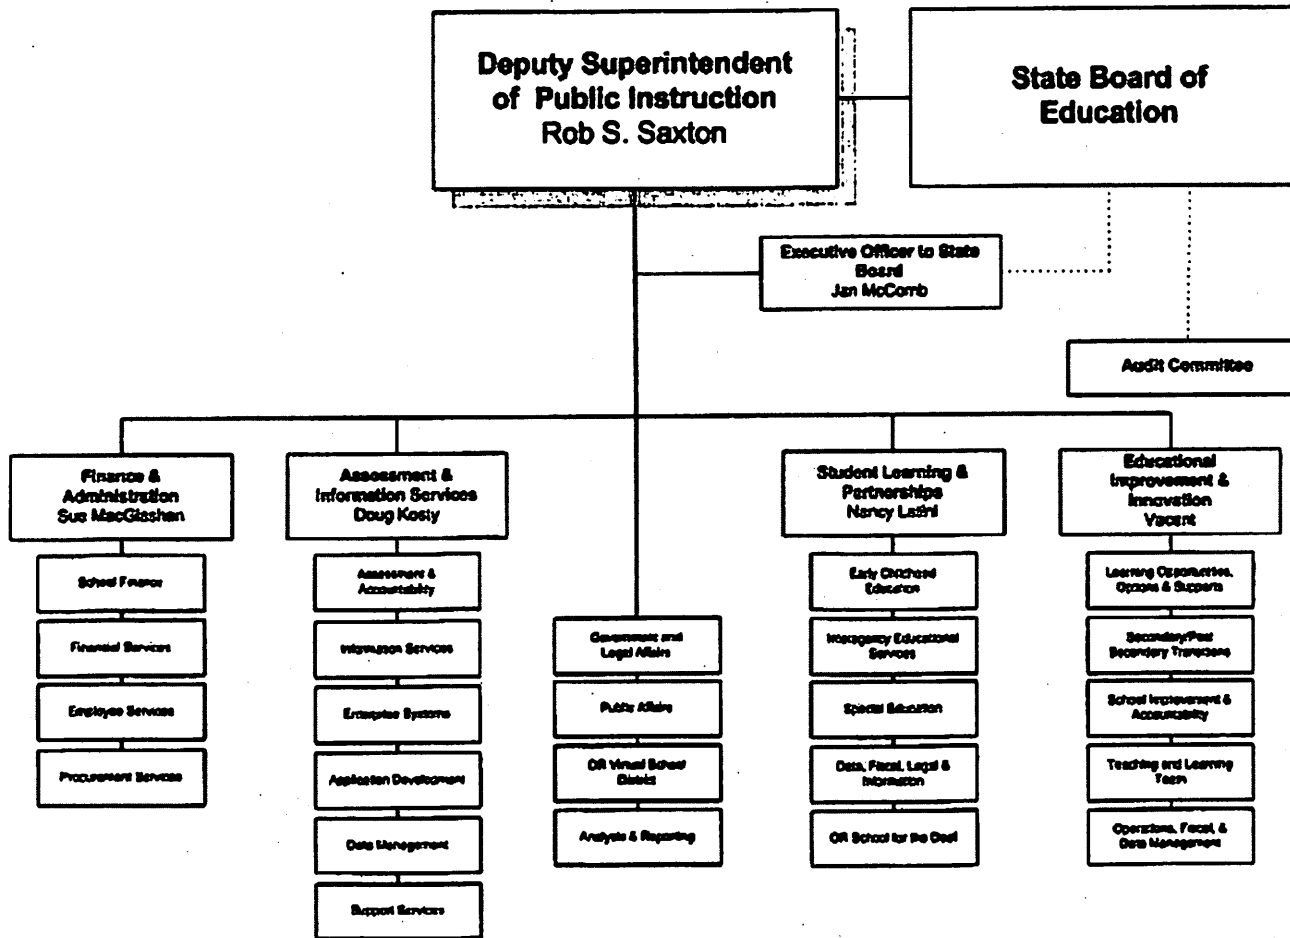 Deputy Superintendent
of Public Instruction
Rob S. Saxton
State Board of
Education
Executive Officer to State
Board
Jan McComb
Audit Committee
Finance &
Administration
Sue MacGlashan
Assessment &
Information Services
Doug Kosty
Student Learning &
Partnerships
Nancy Latini
Educational
Improvement &
Innovation
Vacant
School Finance
Financial Services
Employee Services
Procurement Services
Assessment &
Accountability
Information Services
Enterprise Systems
Application Development
Data Management
Support Services
Government and
Legal Affairs
Public Affairs
OR Virtual School
District
Analysis & Reporting
Early Childhood
Education
Interagency Educational
Services
Special Education
Data, Fiscal, Legal &
Information
OR School for the Deaf
Learning Opportunities,
Options & Supports
Secondary/Post
Secondary Transitions
School Improvement &
Accountability
Teaching and Learning
Team
Operations, Fiscal, &
Data Management